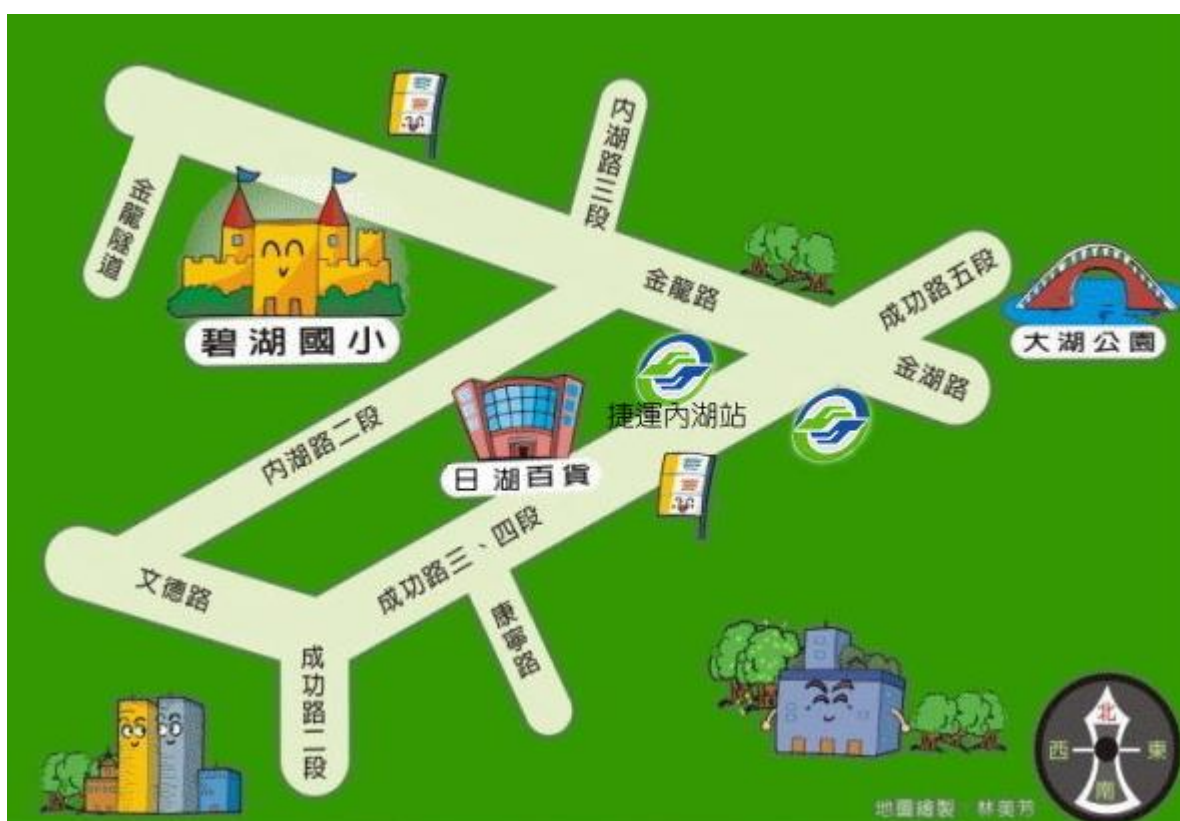 內湖路三段
金龍隧道
金龍路
成功路五段
碧湖國小
大湖公園
金湖路
捷運內湖站
內湖路二段
日湖百貨
成功路三、四段
文德路
康寧路
成功路二段
北
西
東
南
地圖繪製 林美芳